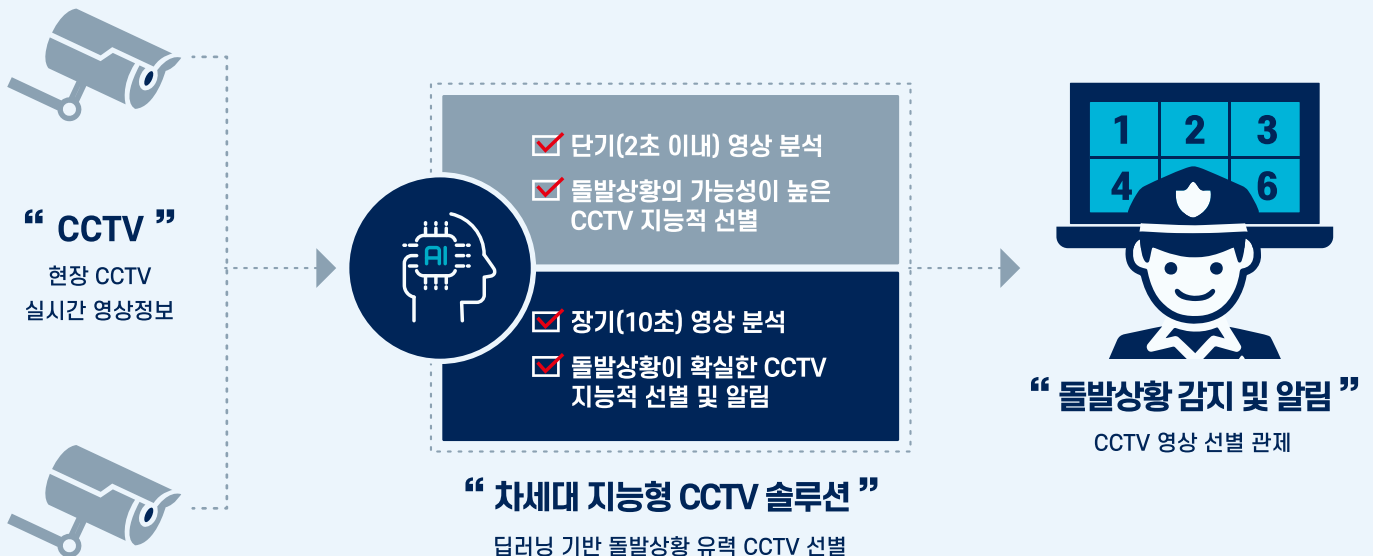 “ CCTV ”
현장 CCTV
실시간 영상정보
AI
단기(2초 이내) 영상 분석
돌발상황의 가능성이 높은
CCTV 지능적 선별
장기(10초) 영상 분석
돌발상황이 확실한 CCTV
지능적 선별 및 알림
“ 차세대 지능형 CCTV 솔루션 ”
딥러닝 기반 돌발상황 유력 CCTV 선별
1 2 3
4 6
“ 돌발상황 감지 및 알림 ”
CCTV 영상 선별 관제